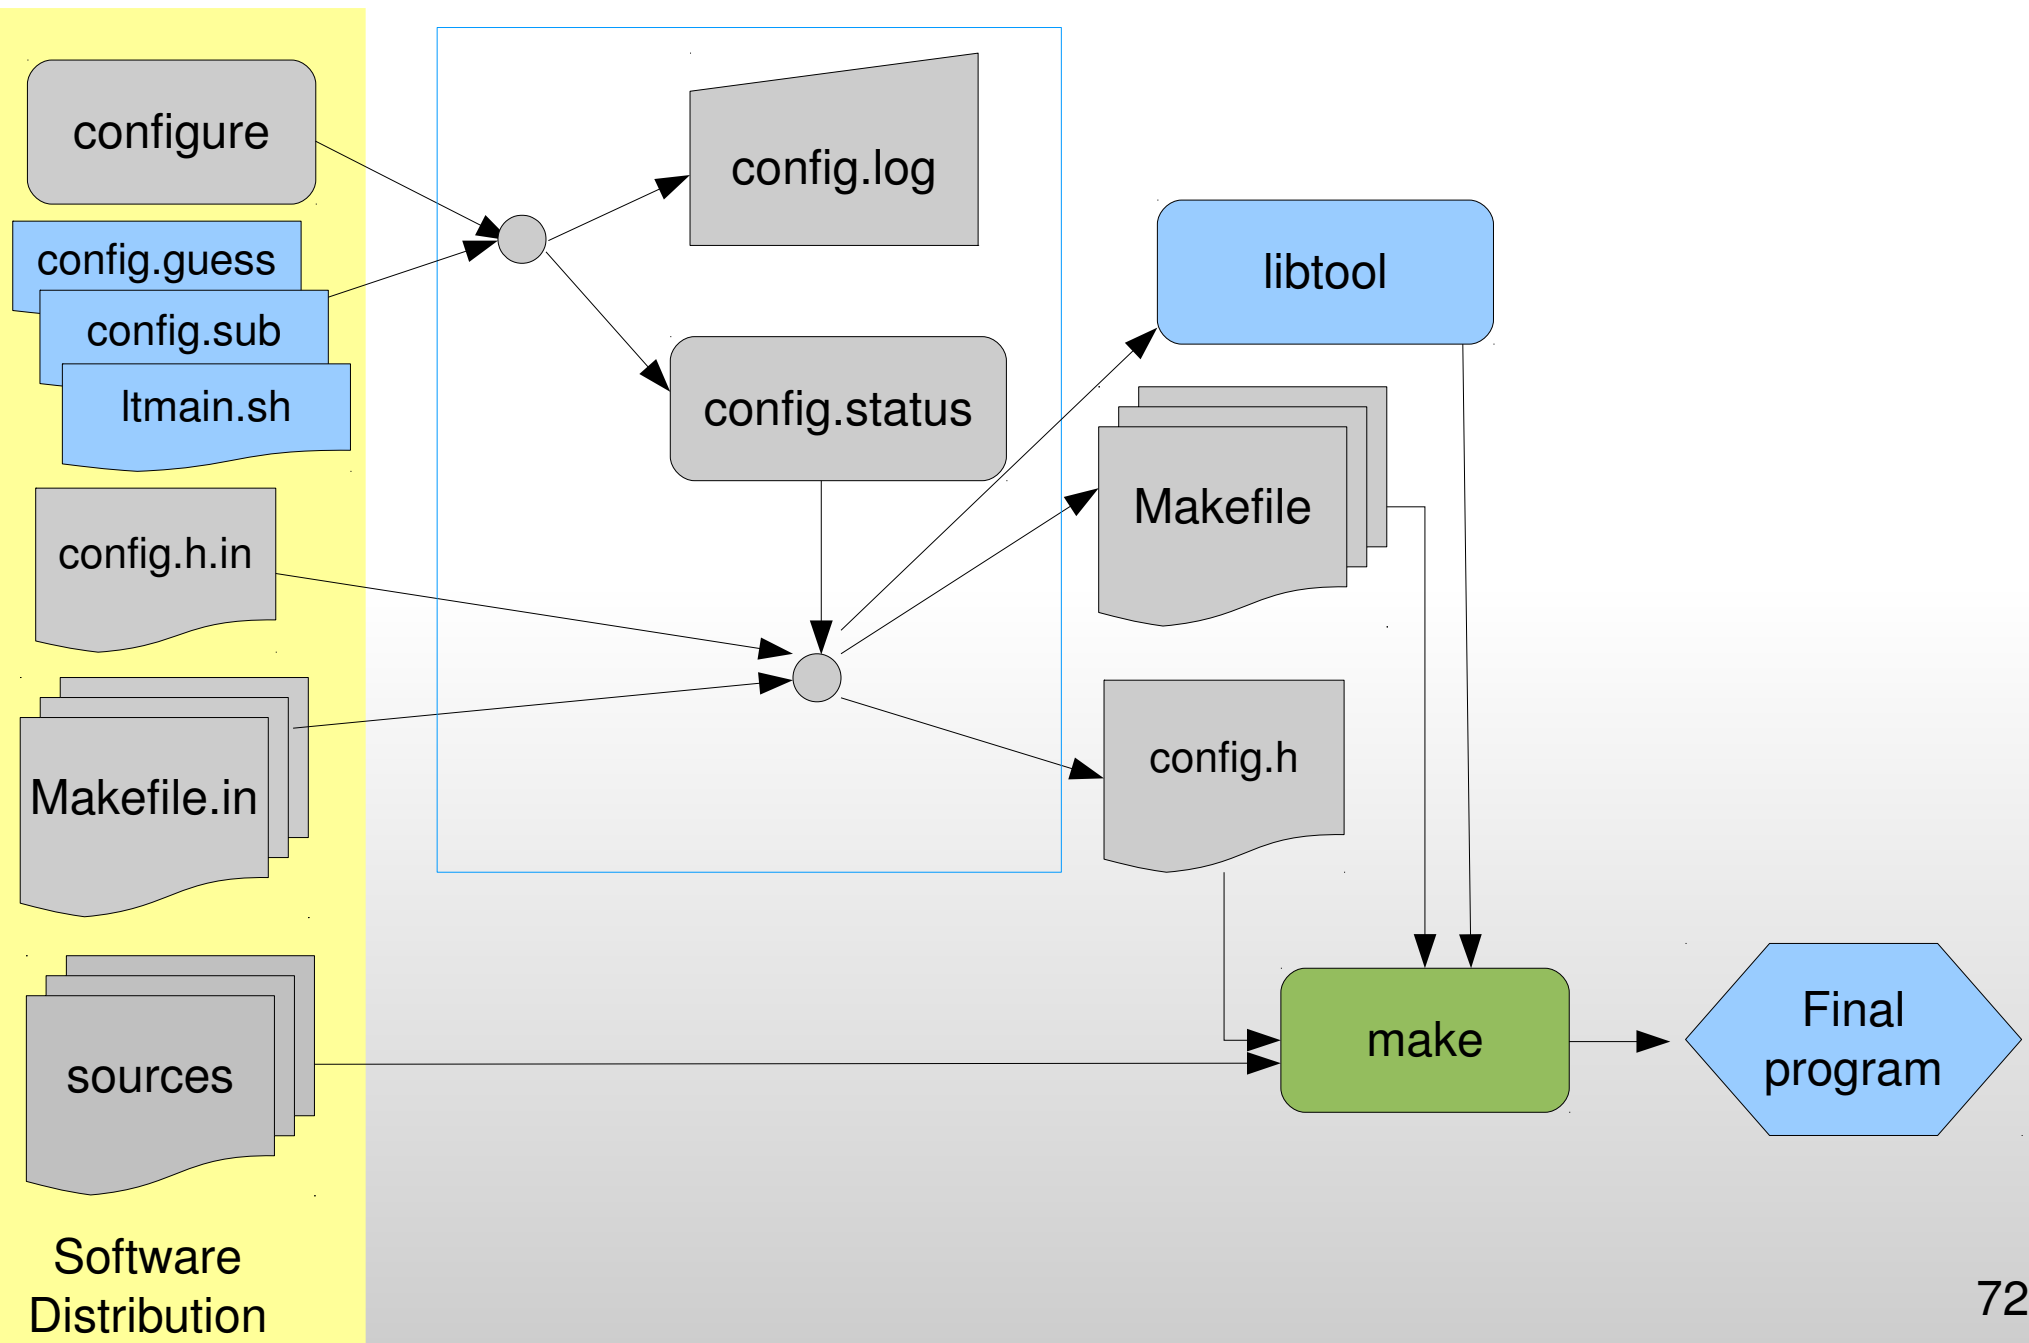 configure
config.guess
config.sub
ltmain.sh
config.h.in
Makefile.in
sources
Software
Distribution
config.log
config.status
libtool
Makefile
config.h
make
Final
program
72